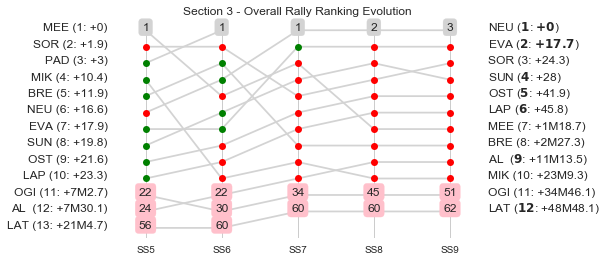 Section 3 - Overall Rally Ranking Evolution
MEE (1: +0) 1 1 1 2 3 NEU (1: +0)
SOR (2: +1.9) EVA (2: +17.7)
PAD (3: +3) SOR (3: +24.3)
MIK (4: +10.4) SUN (4: +28)
BRE (5: +11.9) OST (5: +41.9)
NEU (6: +16.6) LAP (6: +45.8)
EVA (7: +17.9) MEE (7: +1M18.7)
SUN (8: +19.8) BRE (8: +2M27.3)
OST (9: +21.6) AL (9: +11M13.5)
LAP (10: +23.3) MIK (10: +23M9.3)
OGI (11: +7M2.7) 22 22 34 45 51 OGI (11: +34M46.1)
AL (12: +7M30.1) 24 30 60 60 62 LAT (12: +48M48.1)
LAT (13: +21M4.7) 56 60
SS5 SS6 SS7 SS8 SS9